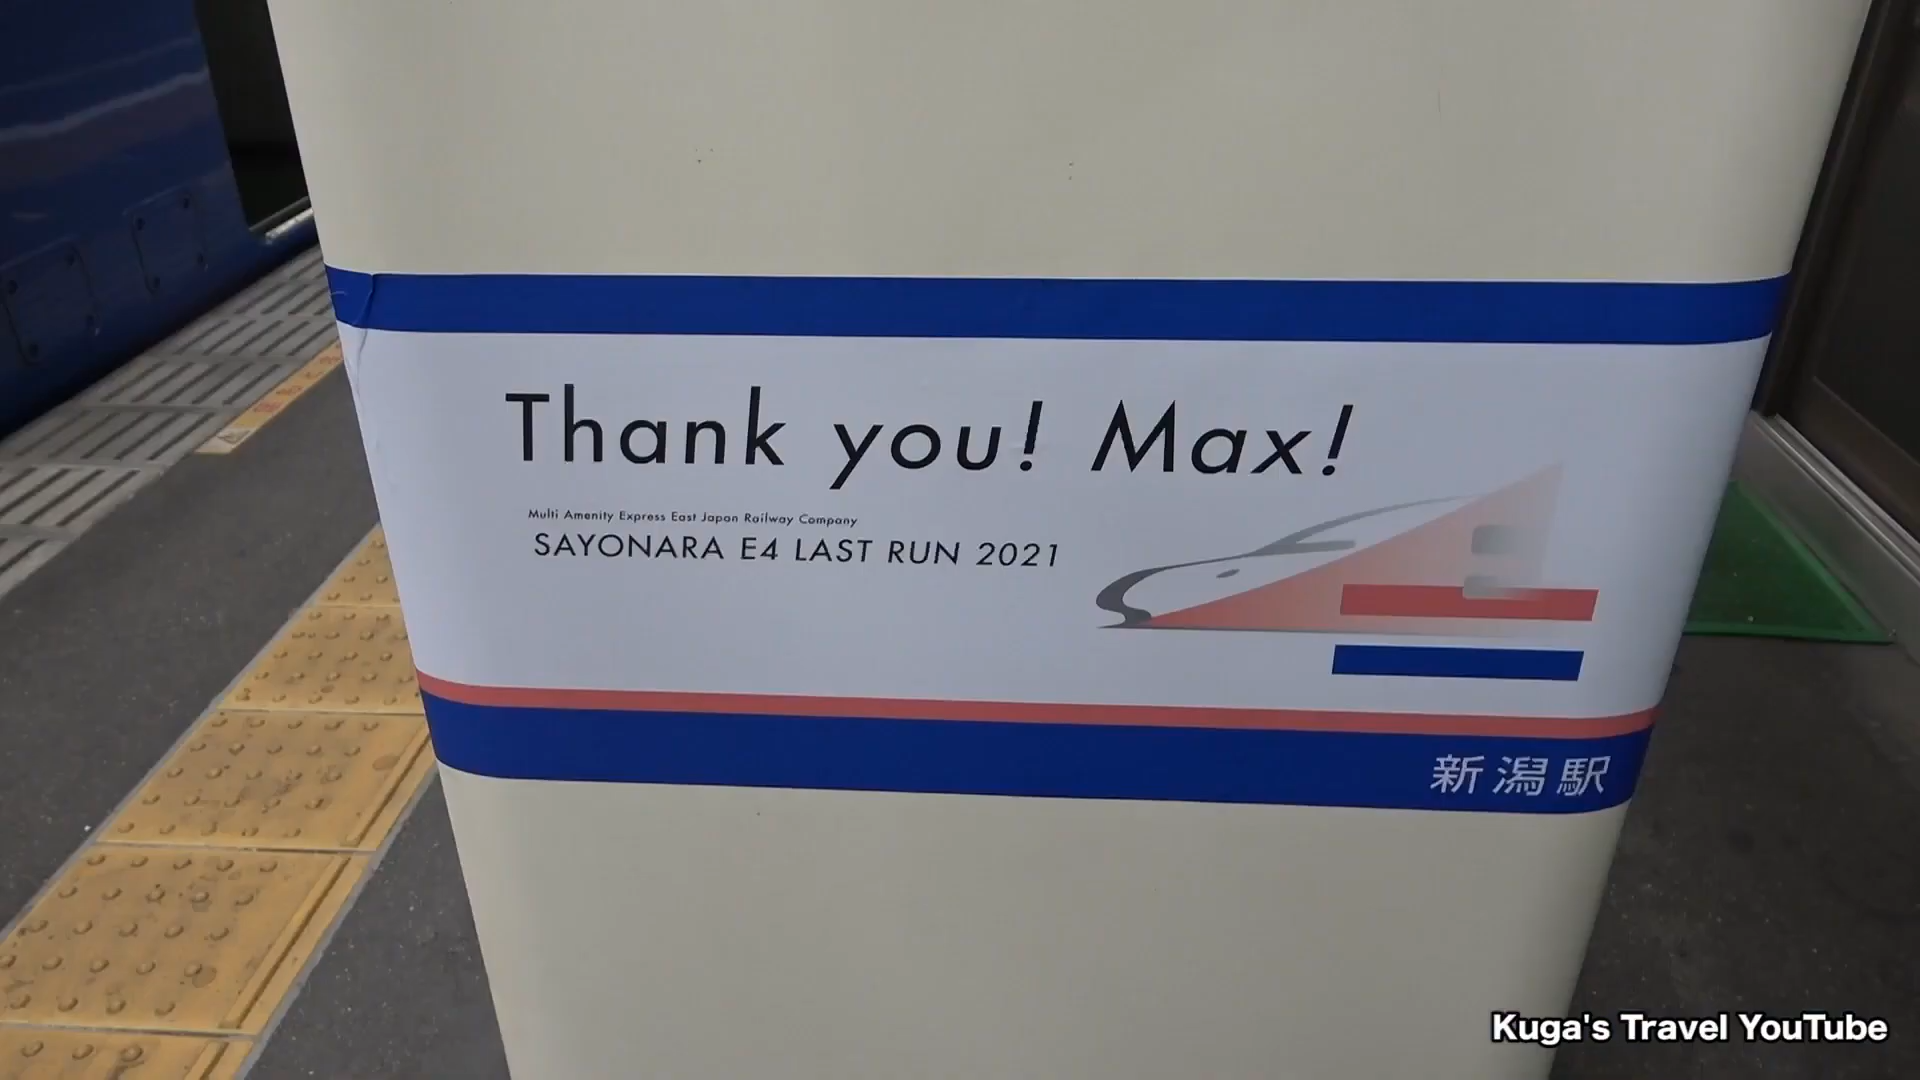 Thank you! Max!
Multi Amenity Express East Japan Railway Company
SAYONARA E4 LAST RUN 2021
新潟駅
Kuga's Travel YouTube